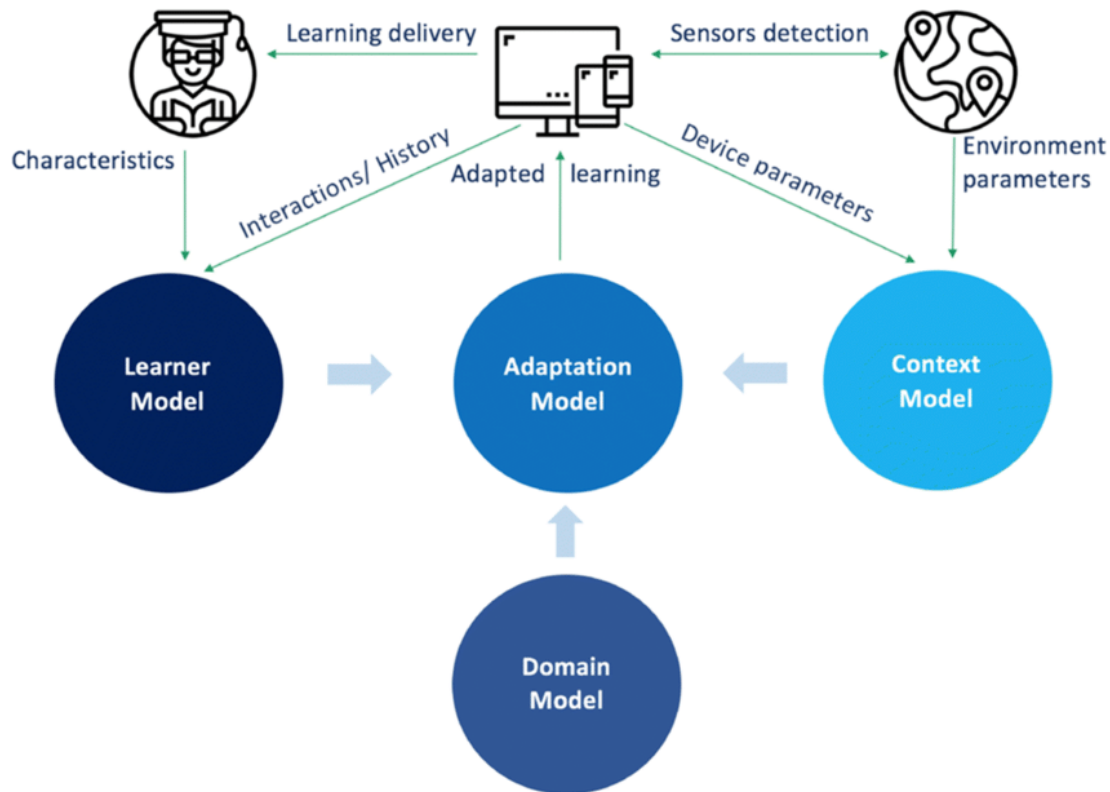 Learning delivery
Sensors detection
Characteristics
Interactions/ History
Adapted learning
Device parameters
Environment
parameters
Learner
Model
Adaptation
Model
Context
Model
Domain
Model